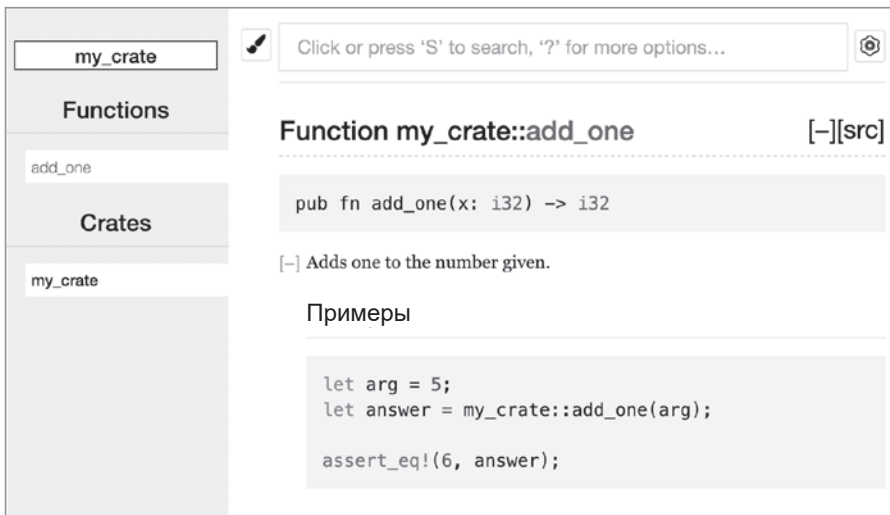 my_crate
Functions
add_one
Crates
my_crate
Click or press ‘S’ to search, ‘?’ for more options…
Function my_crate::add_one [–][src]
pub fn add_one(x: i32) -> i32
[–] Adds one to the number given.
Примеры
let arg = 5;
let answer = my_crate::add_one(arg);
assert_eq!(6, answer);